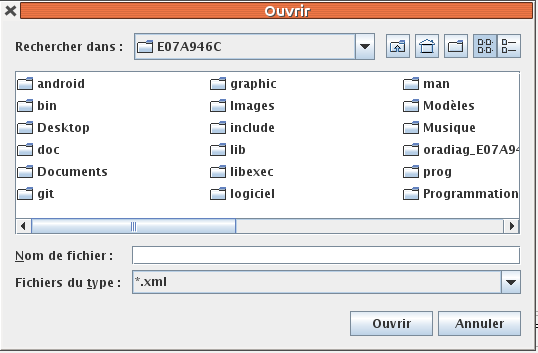 Ouvrir
Rechercher dans : E07A946C
android graphic man
bin Images Modèles
Desktop include Musique
doc lib oradiag_E07A94
Documents libexec prog
git logiciel Programmation
Nom de fichier :
Fichiers du type : *.xml
Ouvrir Annuler